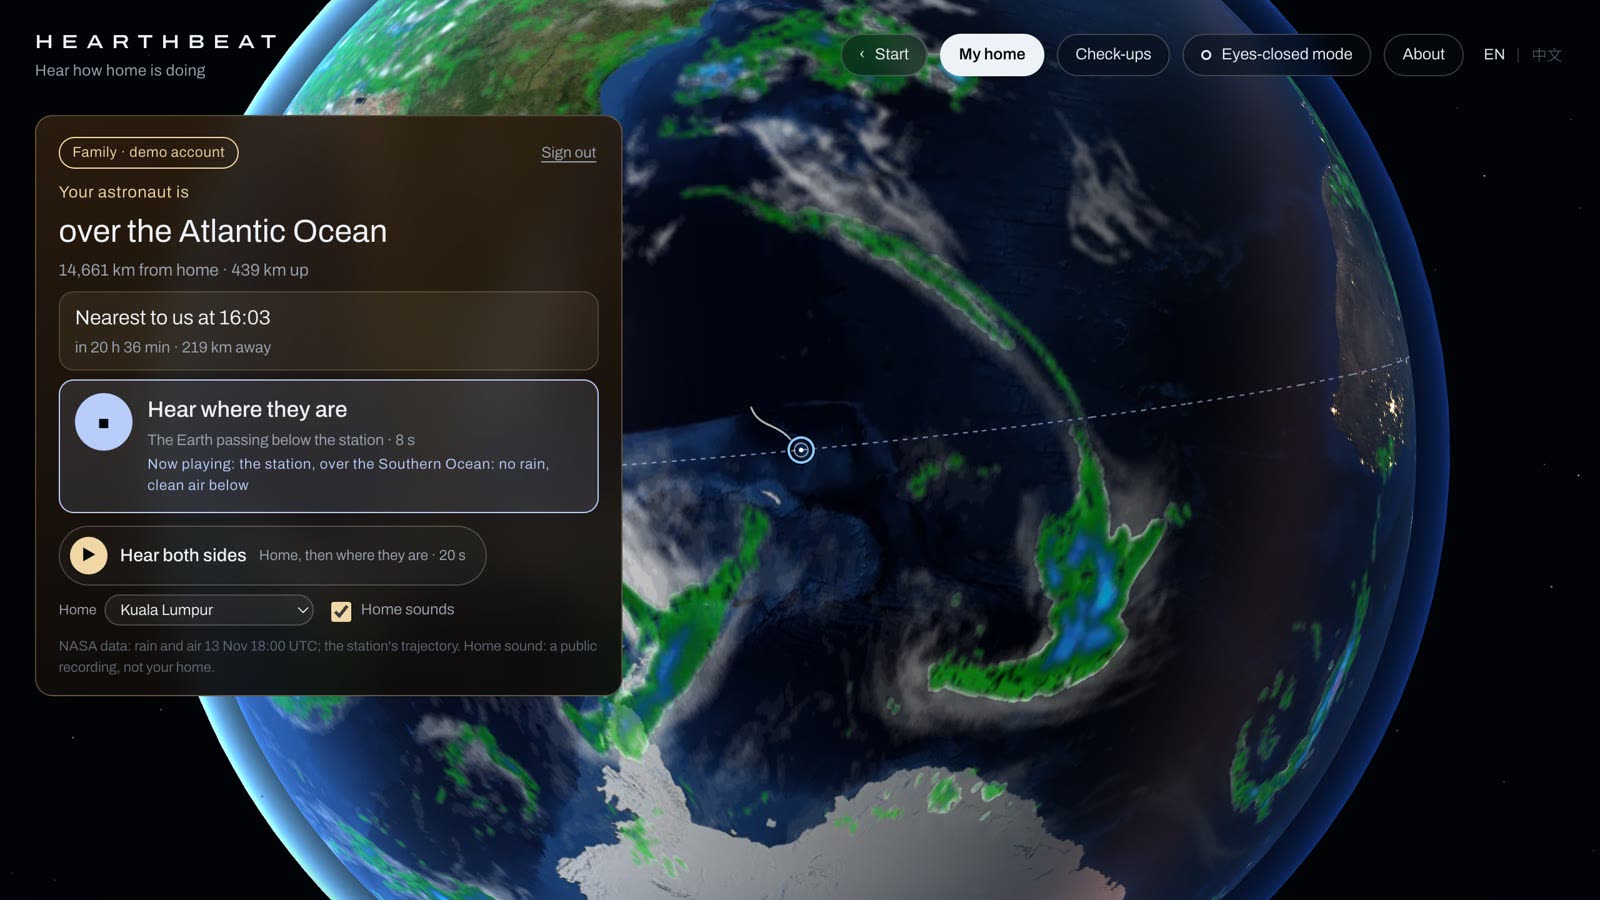 HEARTHBEAT
Hear how home is doing
‹ Start
My home
Check-ups
Eyes-closed mode
About
EN | 中文
Family · demo account
Sign out
Your astronaut is
over the Atlantic Ocean
14,661 km from home · 439 km up
Nearest to us at 16:03
in 20 h 36 min · 219 km away
Hear where they are
The Earth passing below the station · 8 s
Now playing: the station, over the Southern Ocean: no rain,
clean air below
Hear both sides Home, then where they are · 20 s
Home Kuala Lumpur Home sounds
NASA data: rain and air 13 Nov 18:00 UTC; the station's trajectory. Home sound: a public
recording, not your home.